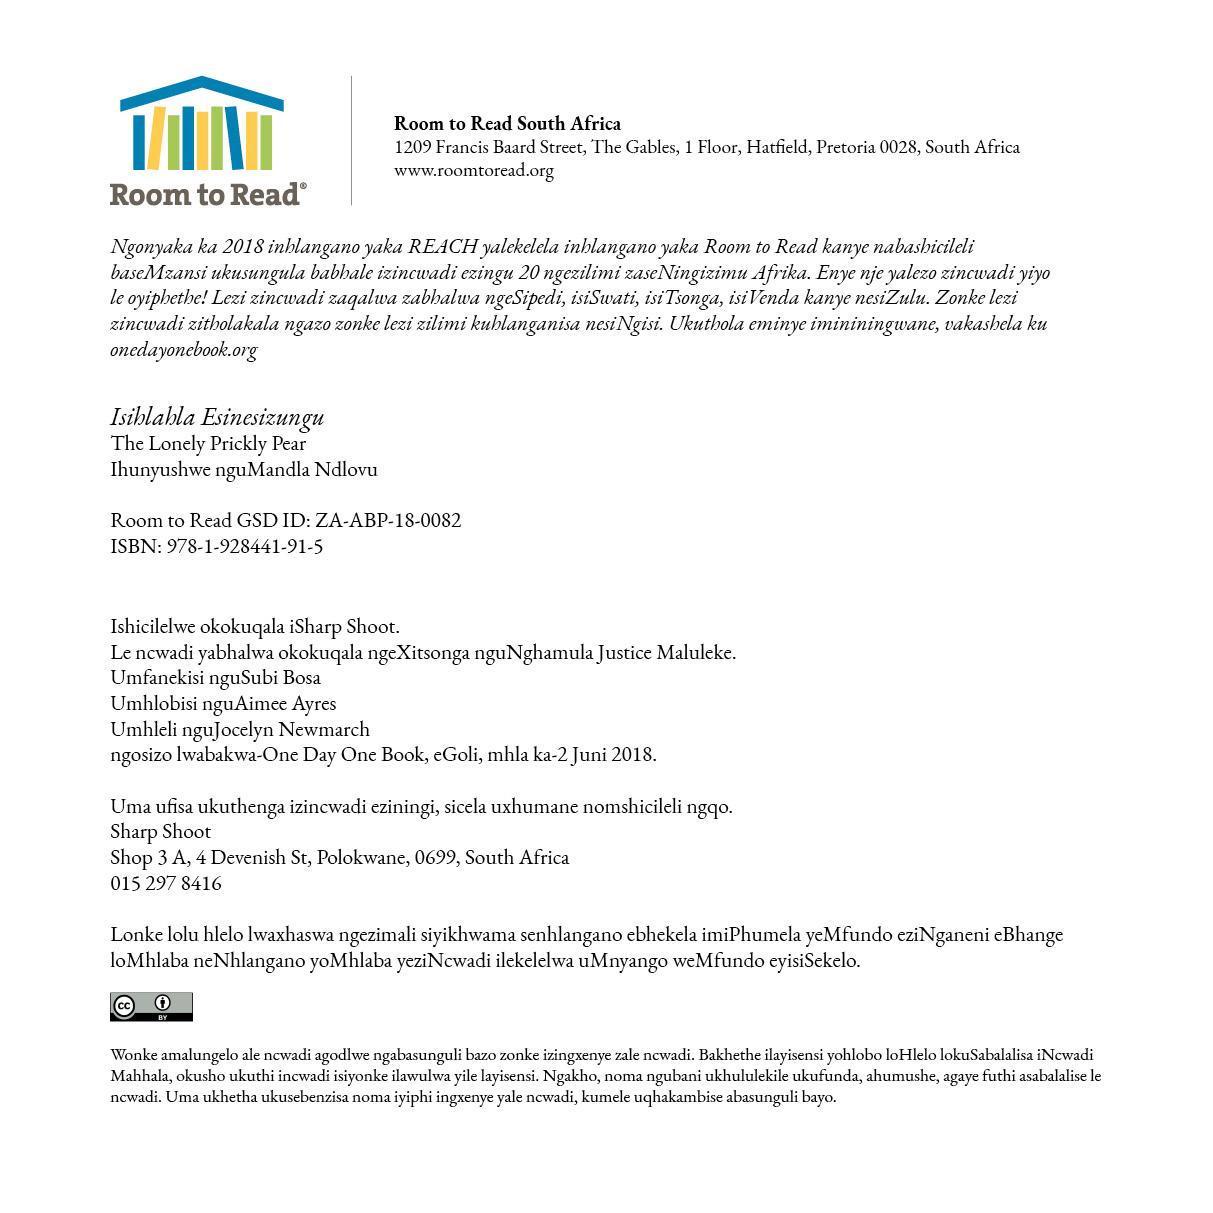 Room to Read®
Room to Read South Africa
1209 Francis Baard Street, The Gables, 1 Floor, Hatfield, Pretoria 0028, South Africa
www.roomtoread.org
Ngonyaka ka 2018 inhlangano yaka REACH yalekelela inhlangano yaka Room to Read kanye nabashicileli
baseMzansi ukusungula babhale izincwadi ezingu 20 ngezilimi zaseNingizimu Afrika. Enye nje yalezo zincwadi yiyo
le oyiphethe! Lezi zincwadi zaqalwa zabhalwa ngeSipedi, isiSwati, isiTsonga, isiVenda kanye nesiZulu. Zonke lezi
zincwadi zitholakala ngazo zonke lezi zilimi kuhlanganisa nesiNgisi. Ukuthola eminye imininingwane, vakashela ku
onedayonebook.org
Isihlahla Esinesizungu
The Lonely Prickly Pear
Ihunyushwe nguMandla Ndlovu
Room to Read GSD ID: ZA-ABP-18-0082
ISBN: 978-1-928441-91-5
Ishicilelwe okokuqala iSharp Shoot.
Le ncwadi yabhalwa okokuqala ngeXitsonga nguNghamula Justice Maluleke.
Umfanekisi nguSubi Bosa
Umhlobisi nguAimee Ayres
Umhleli nguJocelyn Newmarch
ngosizo lwabakwa-One Day One Book, eGoli, mhla ka-2 Juni 2018.
Uma ufisa ukuthenga izincwadi eziningi, sicela uxhumane nomshicileli ngqo.
Sharp Shoot
Shop 3 A, 4 Devenish St, Polokwane, 0699, South Africa
015 297 8416
Lonke lolu hlelo lwaxhaswa ngezimali siyikhwama senhlangano ebhekela imiPhumela yeMfundo eziNganeni eBhange
loMhlaba neNhlangano yoMhlaba yeziNcwadi ilekelelwa uMnyango weMfundo eyisiSekelo.
cc BY
Wonke amalungelo ale ncwadi agodlwe ngabasunguli bazo zonke izingxenye zale ncwadi. Bakhethe ilayisensi yohlobo loHlelo lokuSabalalisa iNcwadi
Mahhala, okusho ukuthi incwadi isiyonke ilawulwa yile layisensi. Ngakho, noma ngubani ukhululekile ukufunda, ahumushe, agaye futhi asabalalise le
ncwadi. Uma ukhetha ukusebenzisa noma iyiphi ingxenye yale ncwadi, kumele uqhakambise abasunguli bayo.